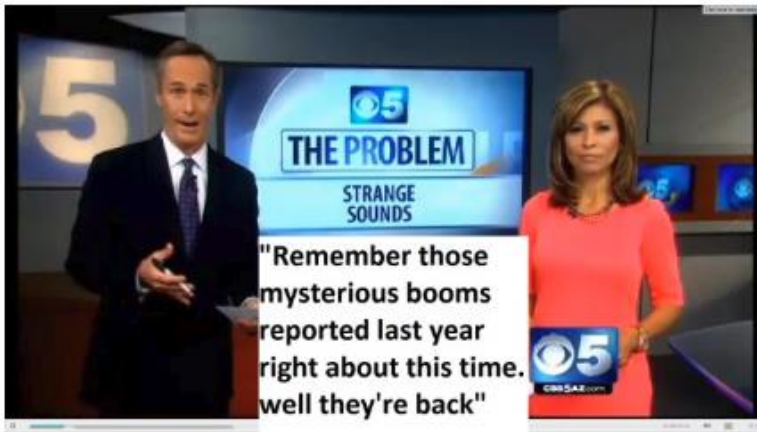 5
5
THE PROBLEM
STRANGE
SOUNDS
"Remember those
mysterious booms
reported last year
right about this time.
well they're back"
5
5
CBS5AZ.com